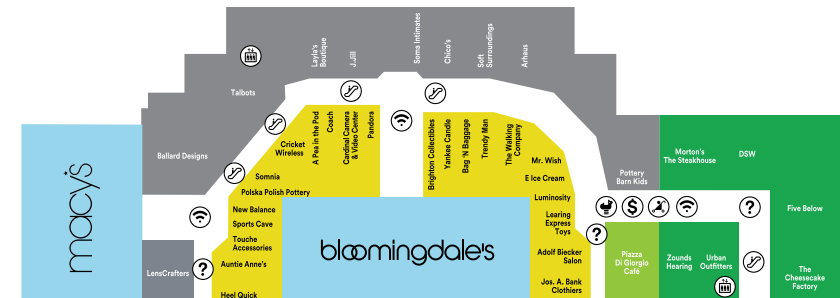 Layla's
Boutique
J.Jill
Soma Intimates
Chico's
Soft
Surroundings
Arhaus
Talbots
Ballard Designs
macy's
LensCrafters
Cricket
Wireless
A Pea in the Pod
Coach
Cardinal Camera
& Video Center
Pandora
Somnia
Polska Polish Pottery
New Balance
Sports Cave
Touche
Accessories
Auntie Anne's
Heel Quick
bloomingdale's
Brighton Collectibles
Yankee Candle
Bag 'N Baggage
Trendy Man
The Walking
Company
Mr. Wish
E Ice Cream
Luminosity
Learing
Express
Toys
Adolf Biecker
Salon
Jos. A. Bank
Clothiers
Pottery
Barn Kids
Morton's
The Steakhouse
DSW
Five Below
The
Cheesecake
Factory
Piazza
Di Giorgio
Café
Zounds
Hearing
Urban
Outfitters
$
?
?
?